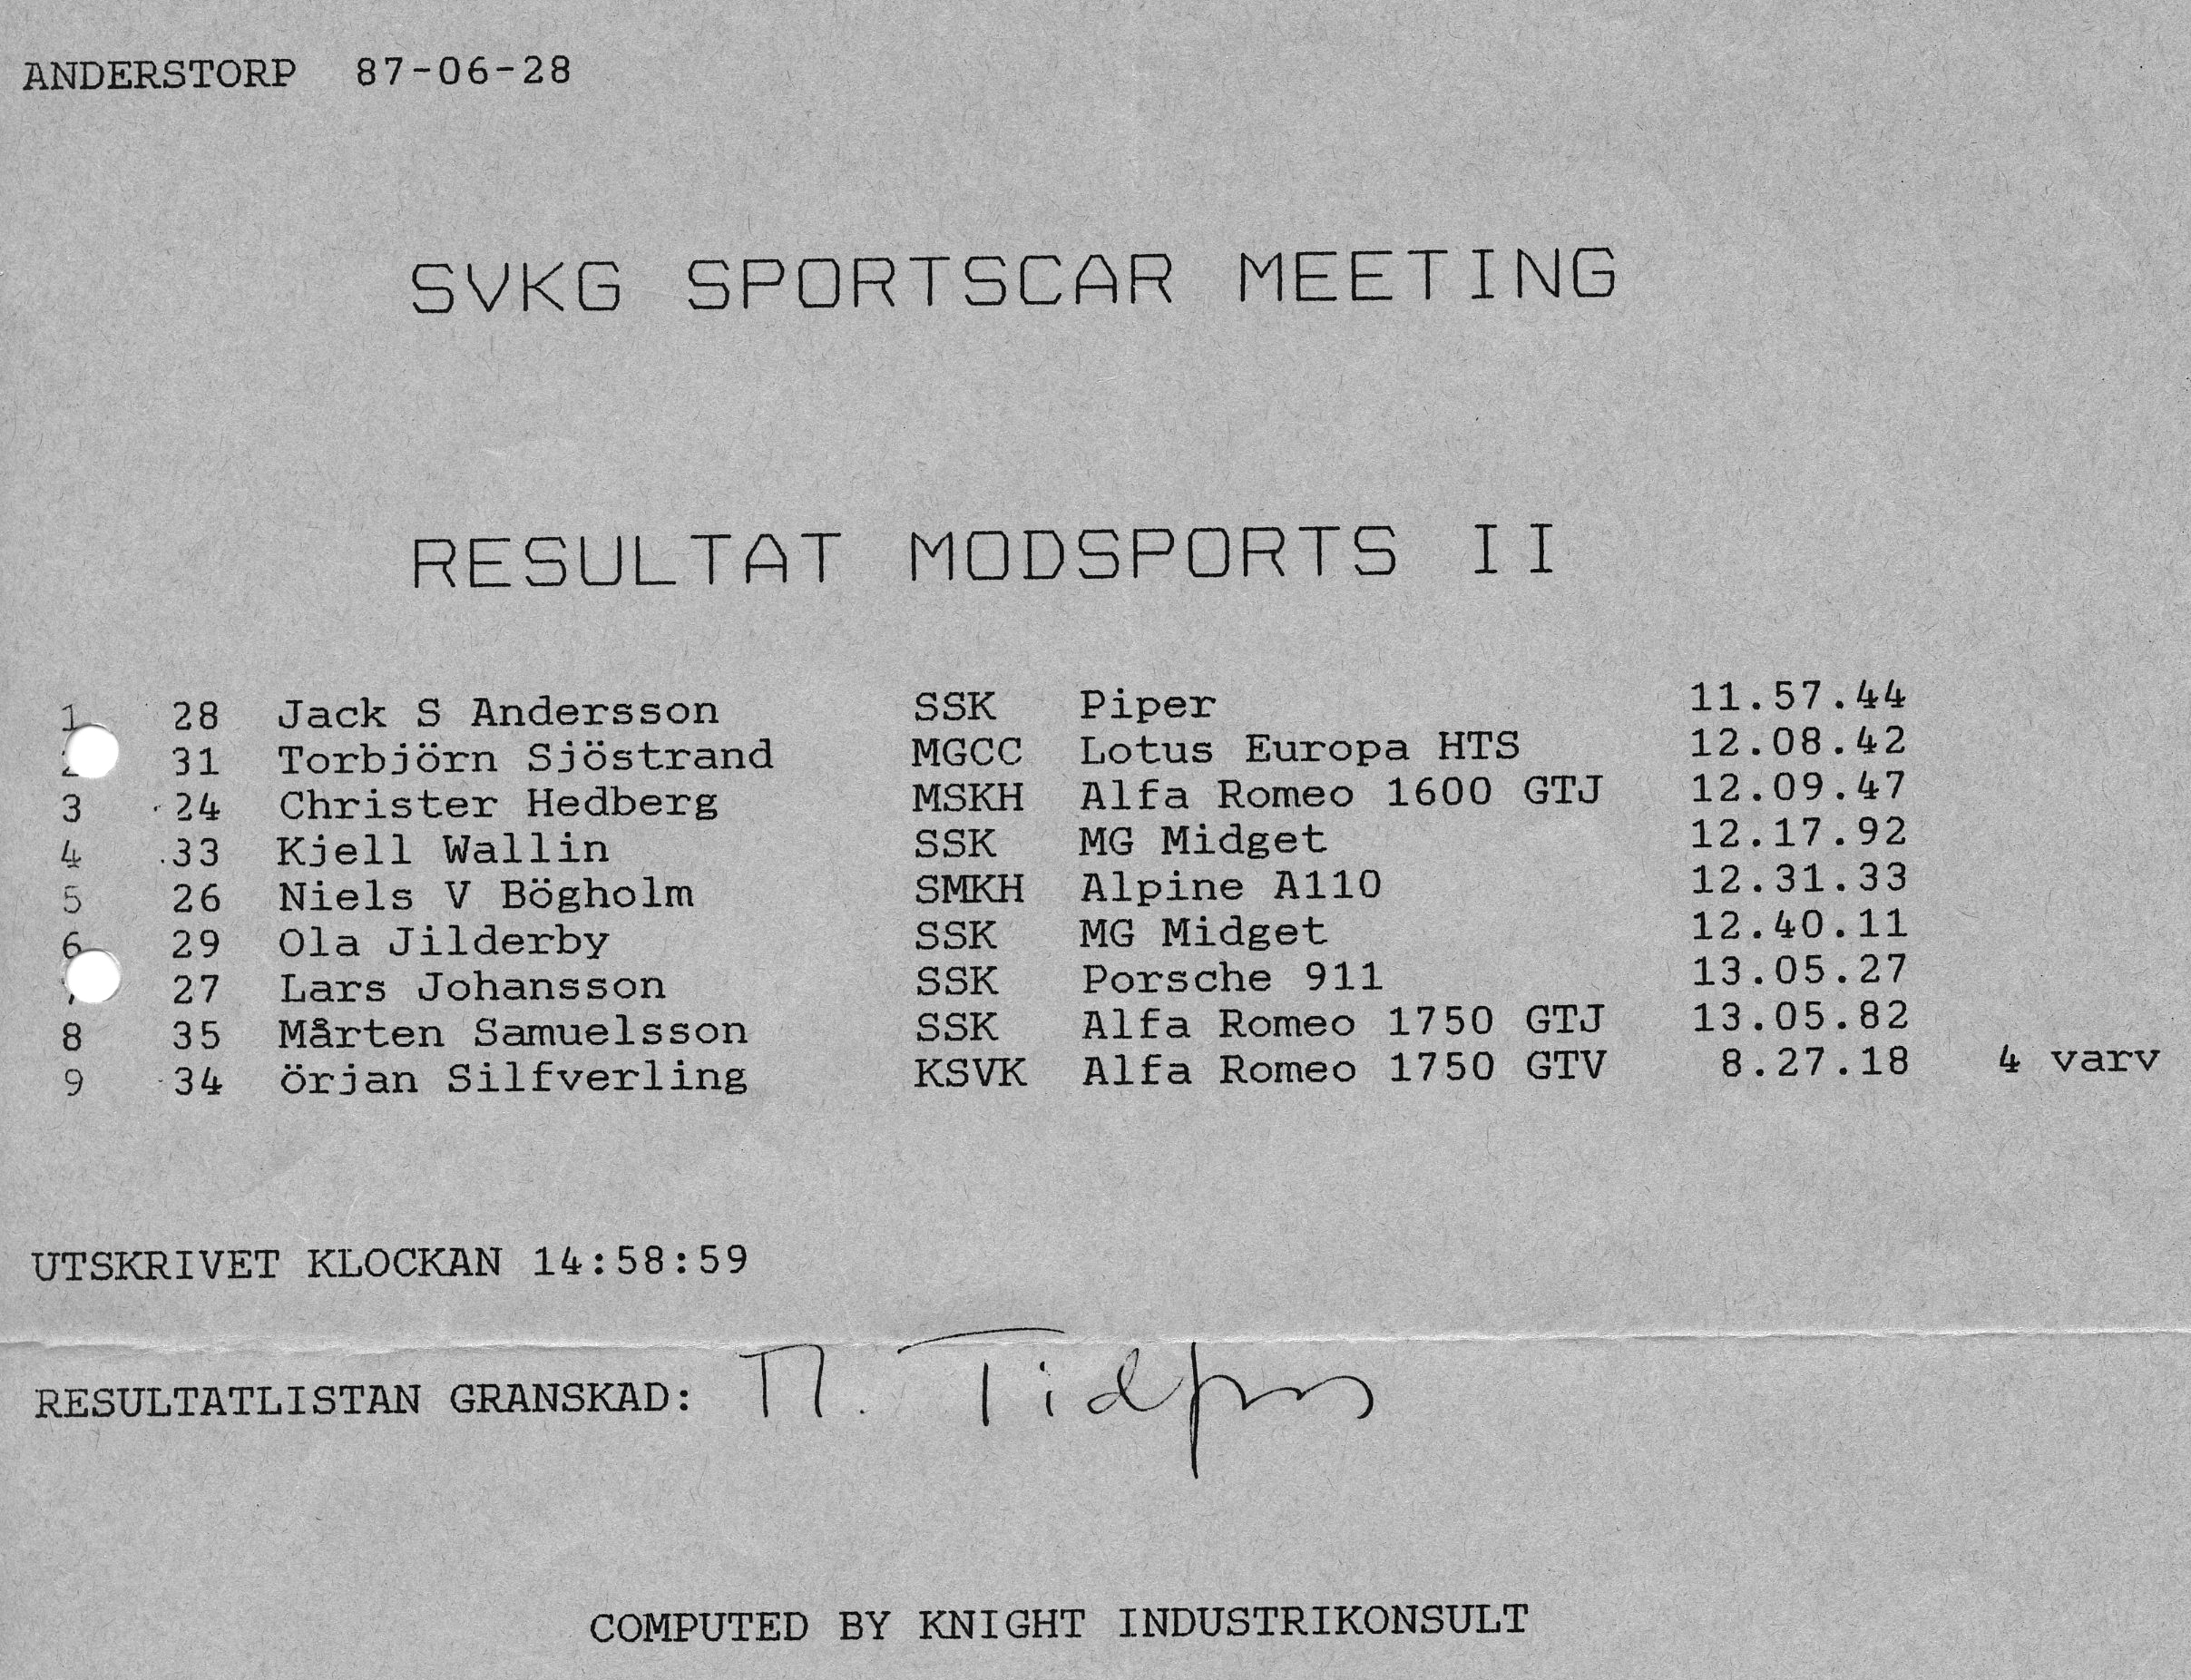 ANDERSTORP 87-06-28
SVKG SPORTSCAR MEETING
RESULTAT MODSPORTS II
1 28 Jack S Andersson SSK Piper 11.57.44
31 Torbjörn Sjöstrand MGCC Lotus Europa HTS 12.08.42
3 24 Christer Hedberg MSKH Alfa Romeo 1600 GTJ 12.09.47
4 33 Kjell Wallin SSK MG Midget 12.17.92
5 26 Niels V Bögholm SMKH Alpine A110 12.31.33
6 29 Ola Jilderby SSK MG Midget 12.40.11
27 Lars Johansson SSK Porsche 911 13.05.27
8 35 Mårten Samuelsson SSK Alfa Romeo 1750 GTJ 13.05.82
9 34 örjan Silfverling KSVK Alfa Romeo 1750 GTV 8.27.18 4 varv
UTSKRIVET KLOCKAN 14:58:59
RESULTATLISTAN GRANSKAD:
COMPUTED BY KNIGHT INDUSTRIKONSULT